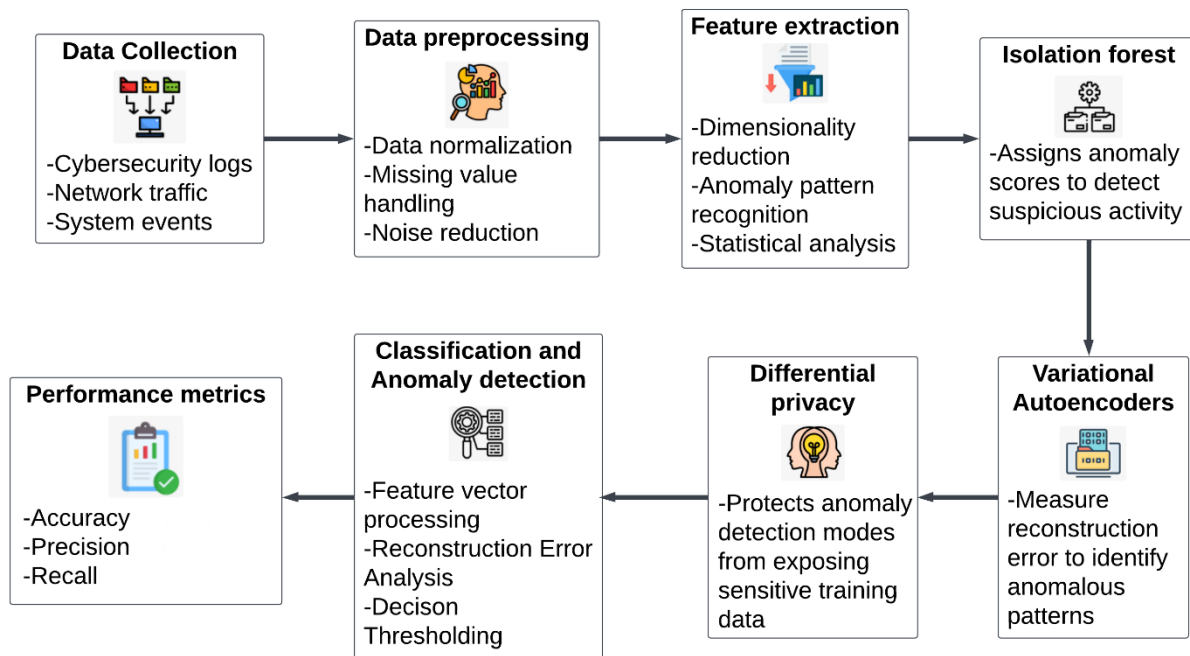 Data Collection
-Cybersecurity logs
-Network traffic
-System events
Data preprocessing
-Data normalization
-Missing value
handling
-Noise reduction
Feature extraction
-Dimensionality
reduction
-Anomaly pattern
recognition
-Statistical analysis
Isolation forest
-Assigns anomaly
scores to detect
suspicious activity
Variational
Autoencoders
-Measure
reconstruction
error to identify
anomalous
patterns
Differential
privacy
-Protects anomaly
detection modes
from exposing
sensitive training
data
Classification and
Anomaly detection
-Feature vector
processing
-Reconstruction Error
Analysis
-Decison
Thresholding
Performance metrics
-Accuracy
-Precision
-Recall